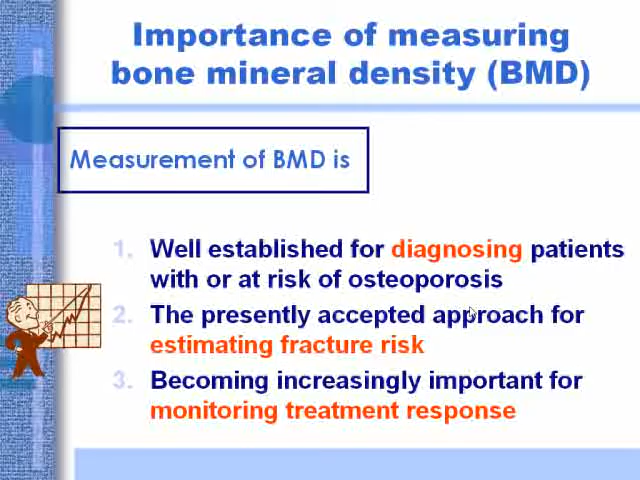 Importance of measuring
bone mineral density (BMD)
Measurement of BMD is
1. Well established for diagnosing patients
with or at risk of osteoporosis
2. The presently accepted approach for
estimating fracture risk
3. Becoming increasingly important for
monitoring treatment response